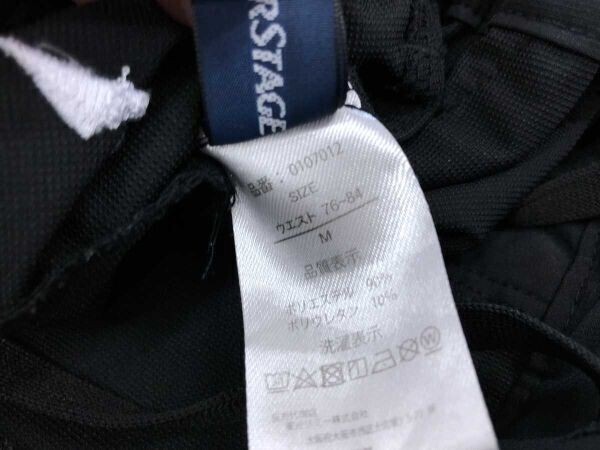 RSTAGE
品番：0107012
SIZE
ウエスト 76-84
M
品質表示
ポリエステル 90%
ポリウレタン 10%
洗濯表示